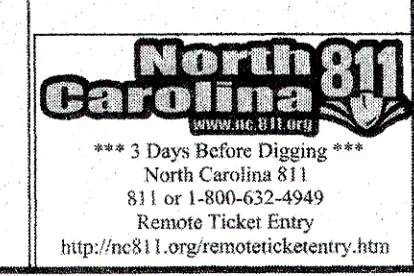 North 811
Carolina
www.nc811.org
*** 3 Days Before Digging ***
North Carolina 811
811 or 1-800-632-4949
Remote Ticket Entry
http://nc811.org/remoteticketentry.htm